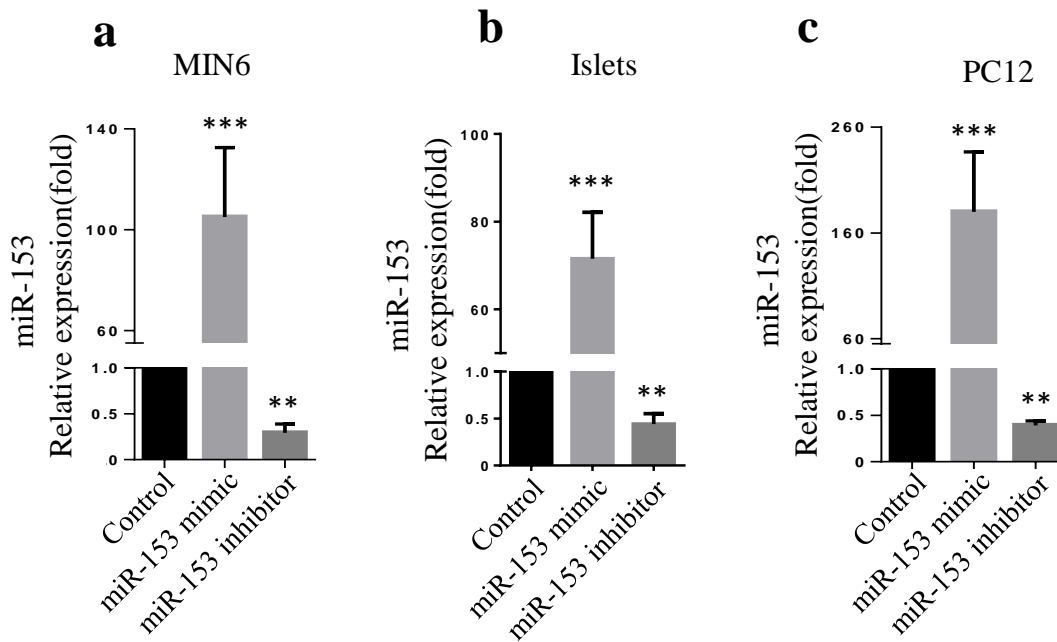 a
MIN6
miR-153
Relative expression(fold)
140
100
60
1.0
0.5
.0
***
**
Control
miR-153 mimic
miR-153 inhibitor
b
Islets
miR-153
Relative expression(fold)
100
80
60
1.0
0.5
0
***
**
Control
miR-153 mimic
miR-153 inhibitor
c
PC12
miR-153
Relative expression(fold)
260
160
60
1.0
0.5
0
***
**
Control
miR-153 mimic
miR-153 inhibitor